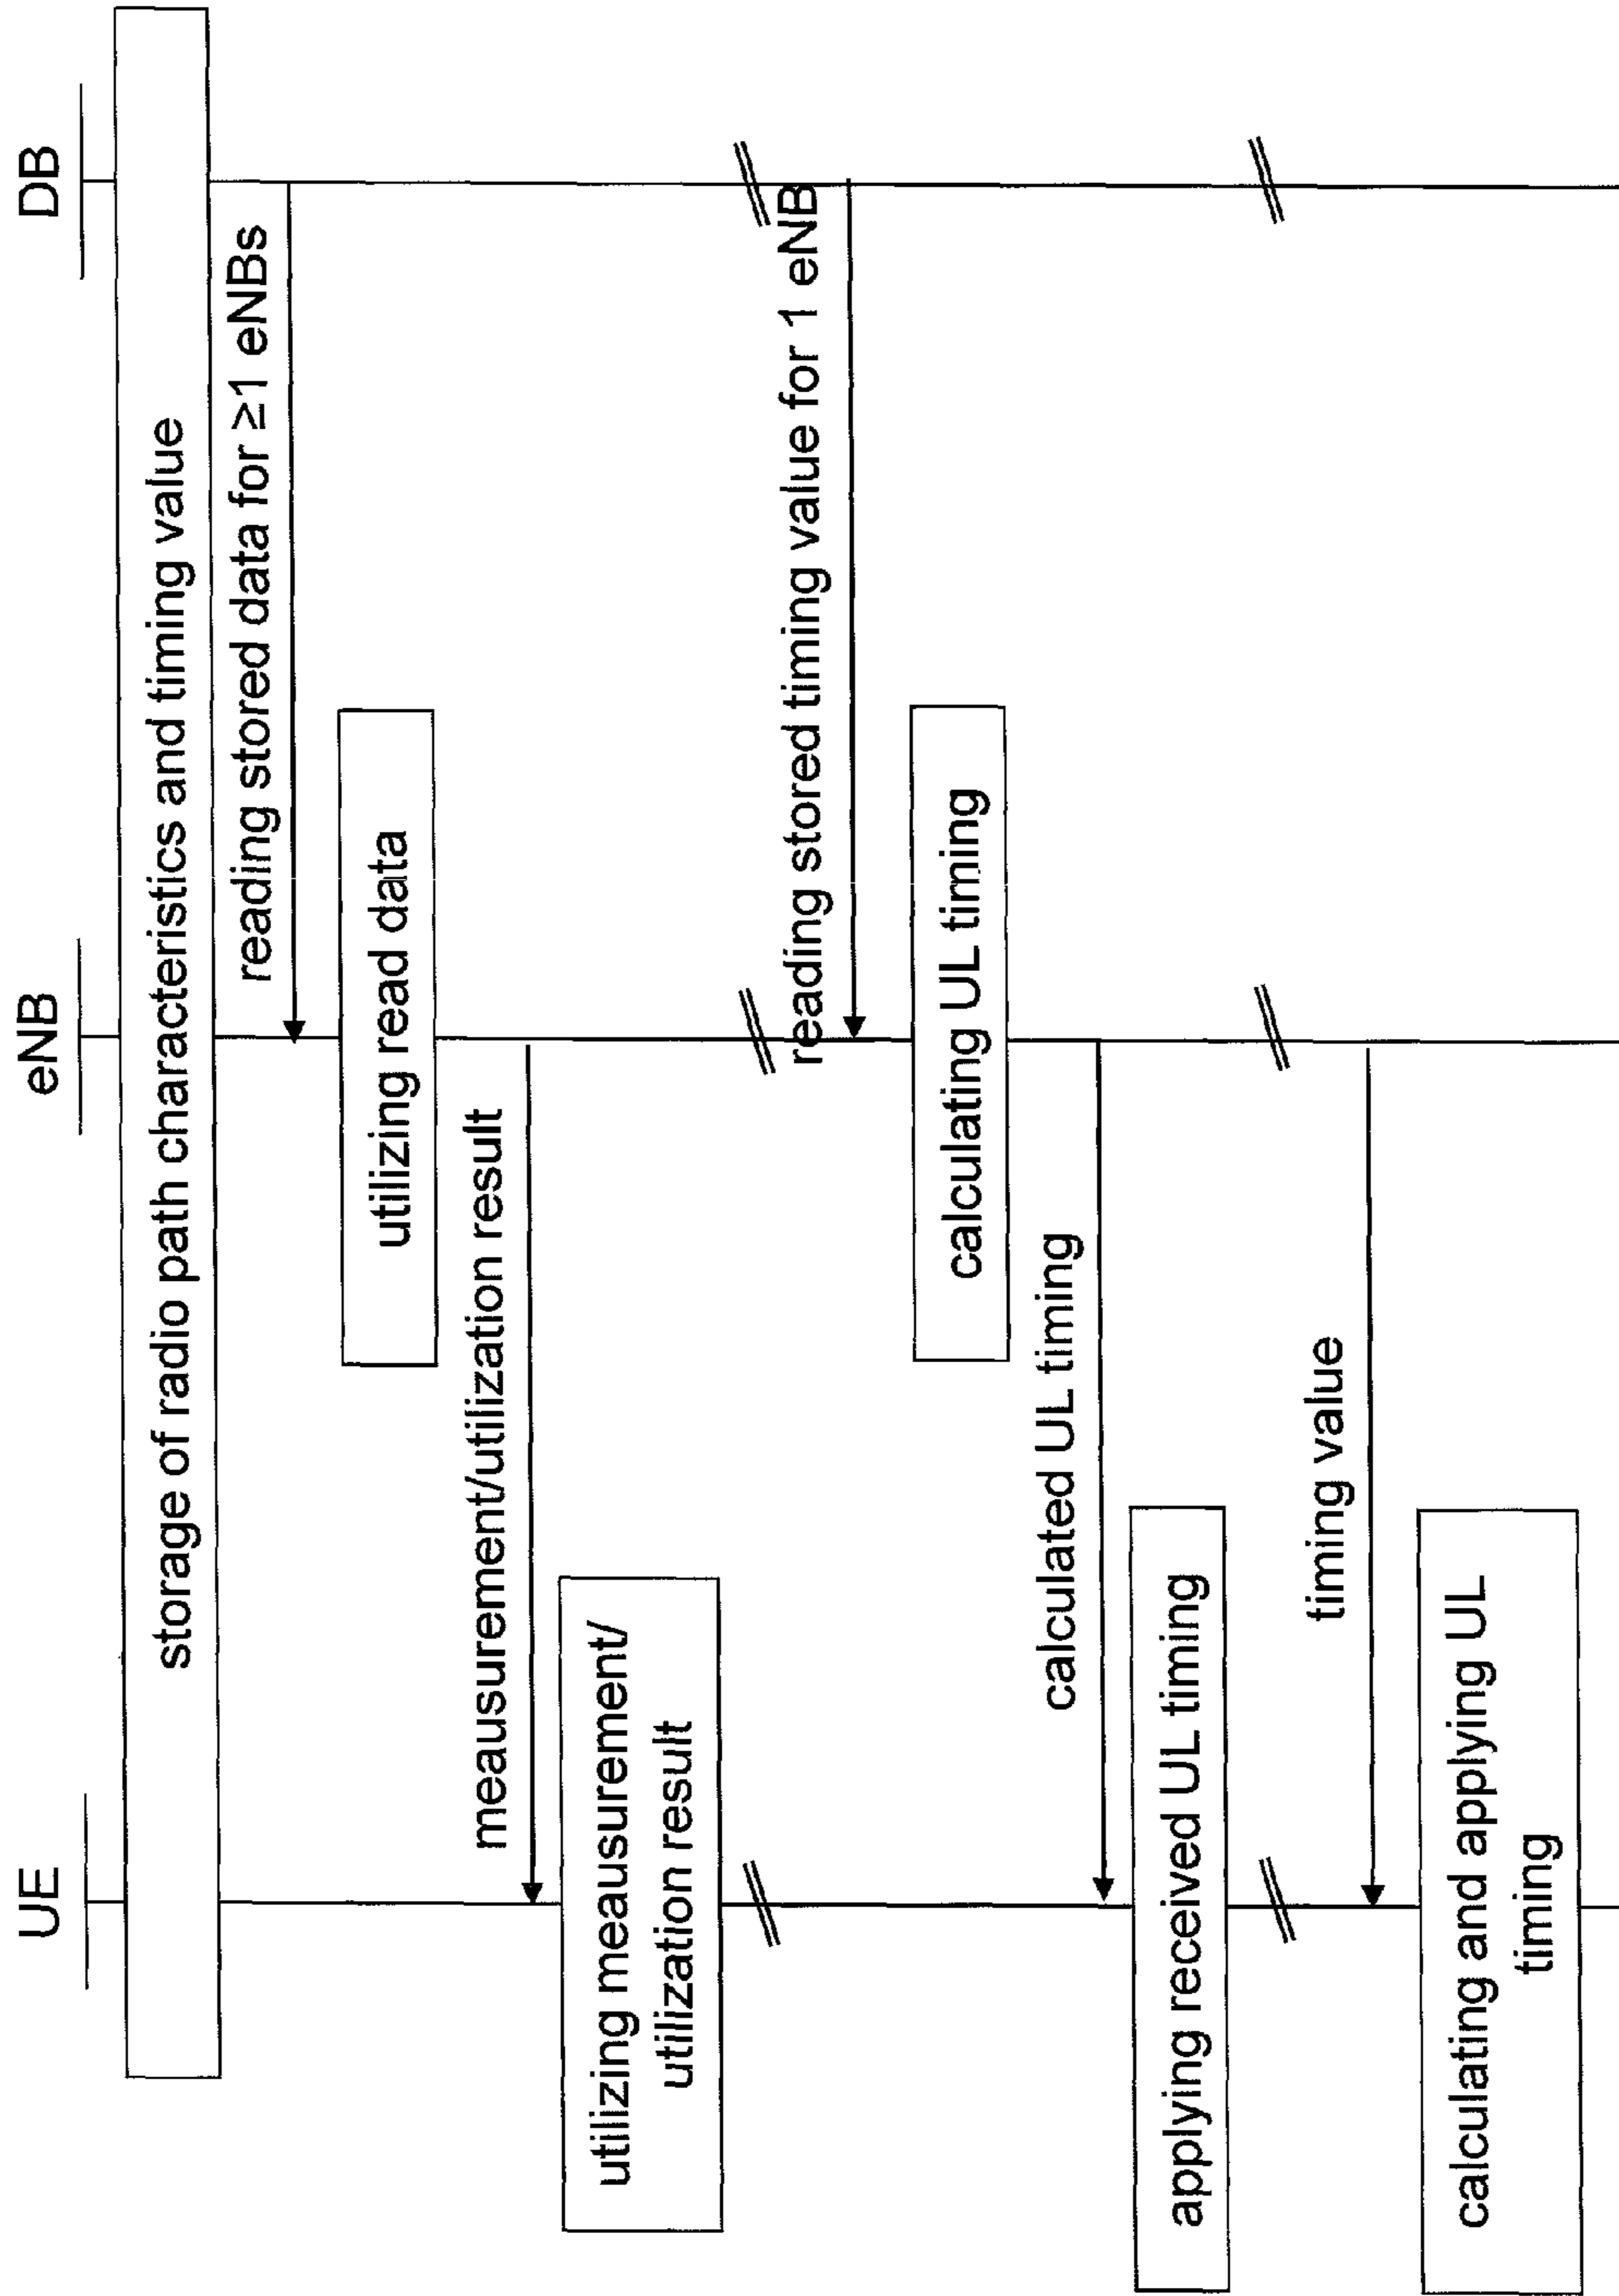 UE
eNB
DB
storage of radio path characteristics and timing value
reading stored data for ≥1 eNBs
utilizing read data
meausurement/utilization result
utilizing meausurement/
utilization result
reading stored timing value for 1 eNB
calculating UL timing
calculated UL timing
applying received UL timing
timing value
calculating and applying UL
timing